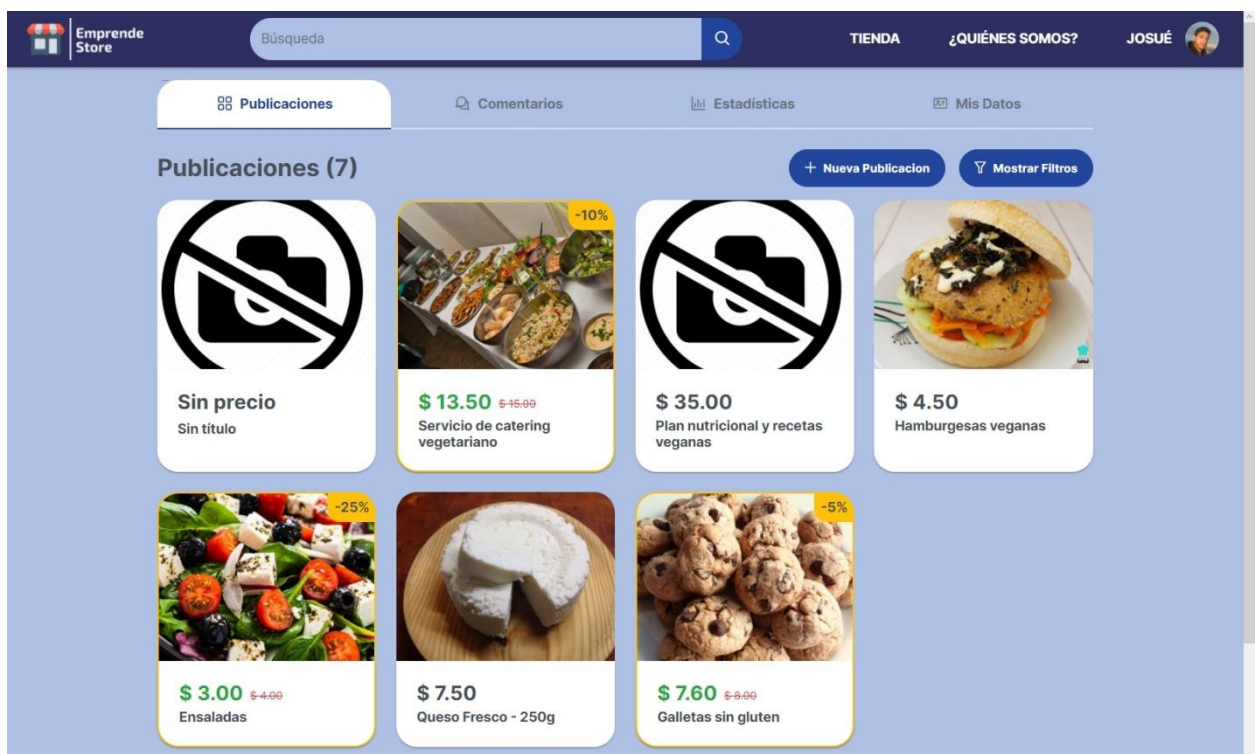 Emprende
Store
Búsqueda
TIENDA
¿QUIÉNES SOMOS?
JOSUÉ
Publicaciones
Comentarios
Estadísticas
Mis Datos
Publicaciones (7)
+ Nueva Publicacion
Mostrar Filtros
Sin precio
Sin título
-10%
$ 13.50 $ 15.00
Servicio de catering
vegetariano
$ 35.00
Plan nutricional y recetas
veganas
$ 4.50
Hamburgesas veganas
-25%
$ 3.00 $ 4.00
Ensaladas
$ 7.50
Queso Fresco - 250g
-5%
$ 7.60 $ 8.00
Galletas sin gluten